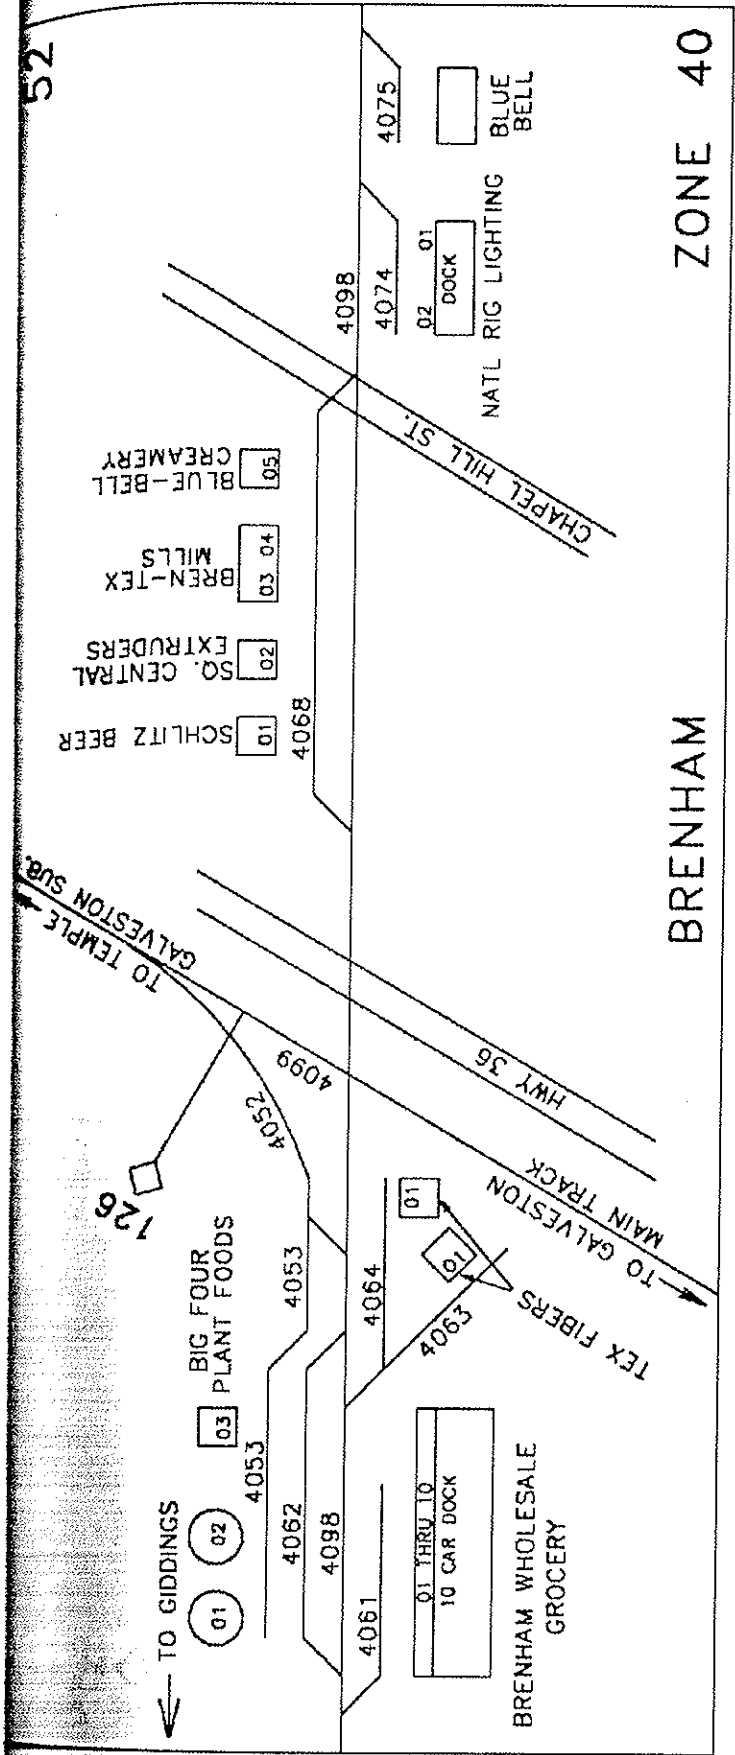 52
TO GIDDINGS
01
02
03
BIG FOUR
PLANT FOODS
4053
4053
4062
4098
4061
01 THRU 10
10 CAR DOCK
BRENHAM WHOLESALE
GROCERY
126
4052
4099
TO TEMPLE
GALVESTON SUB.
4064
4063
01
01
TEX FIBERS
TO GALVESTON
MAIN TRACK
HWY 36
SCHLITZ BEER
01
SQ. CENTRAL
EXTRUDERS
02
BREN-TEX
MILLS
03 04
BLUE-BELL
CREAMERY
05
4068
CHAPEL HILL ST.
4098
4074
02 01
DOCK
NATL RIG LIGHTING
4075
BLUE
BELL
BRENHAM
ZONE 40